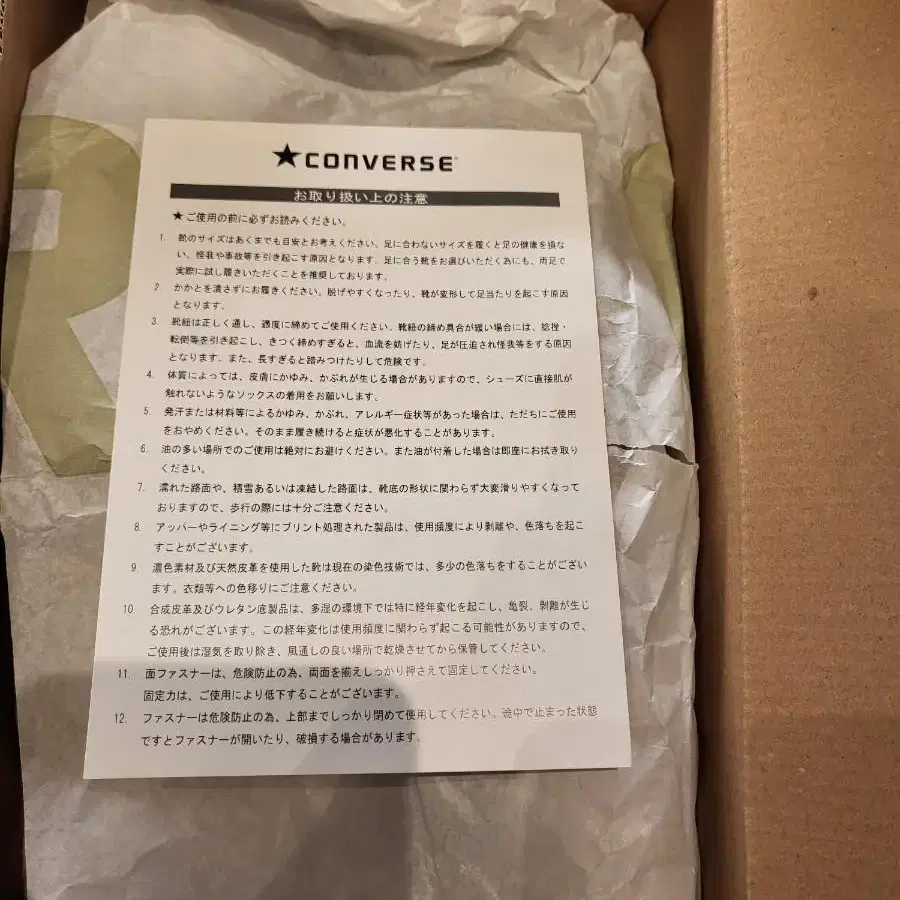 ★CONVERSE
お取り扱い上の注意
★ご使用の前に必ずお読みください。
1. 靴のサイズはあくまでも目安とお考えください。足に合わないサイズを履くと足の健康を損な
い、怪我や事故等を引き起こす原因となります。足に合う靴をお選びいただく為にも、両足で
実際に試し履きいただくことを推奨しております。
2 かかとを潰さずにお履きください。脱げやすくなったり、靴が変形して足当たりを起こす原因
となります。
3. 靴紐は正しく通し、適度に締めてご使用ください。靴紐の締め具合が緩い場合には、捻挫・
転倒等を引き起こし、きつく締めすぎると、血流を妨げたり、足が圧迫され怪我等をする原因
となります。また、長すぎると踏みつけたりして危険です。
4. 体質によっては、皮膚にかゆみ、かぶれが生じる場合がありますので、シューズに直接肌が
触れないようなソックスの着用をお願いします。
5. 発汗または材料等によるかゆみ、かぶれ、アレルギー症状等があった場合は、ただちにご使用
をおやめください。そのまま履き続けると症状が悪化することがあります。
6. 油の多い場所でのご使用は絶対にお避けください。また油が付着した場合は即座にお拭き取り
ください。
7. 濡れた路面や、積雪あるいは凍結した路面は、靴底の形状に関わらず大変滑りやすくなって
おりますので、歩行の際には十分ご注意ください。
8. アッパーやライニング等にプリント処理された製品は、使用頻度により剥離や、色落ちを起こ
すことがございます。
9. 濃色素材及び天然皮革を使用した靴は現在の染色技術では、多少の色落ちをすることがござい
ます。衣類等への色移りにご注意ください。
10. 合成皮革及びウレタン底製品は、多湿の環境下では特に経年変化を起こし、亀裂、剥離が生じ
る恐れがございます。この経年変化は使用頻度に関わらず起こる可能性がありますので、
ご使用後は湿気を取り除き、風通しの良い場所で乾燥させてから保管してください。
11. 面ファスナーは、危険防止の為、両面を揃えしっかり押さえて固定してください。
固定力は、ご使用により低下することがございます。
12. ファスナーは危険防止の為、上部までしっかり閉めて使用してください。途中で止まった状態
ですとファスナーが開いたり、破損する場合があります。
R